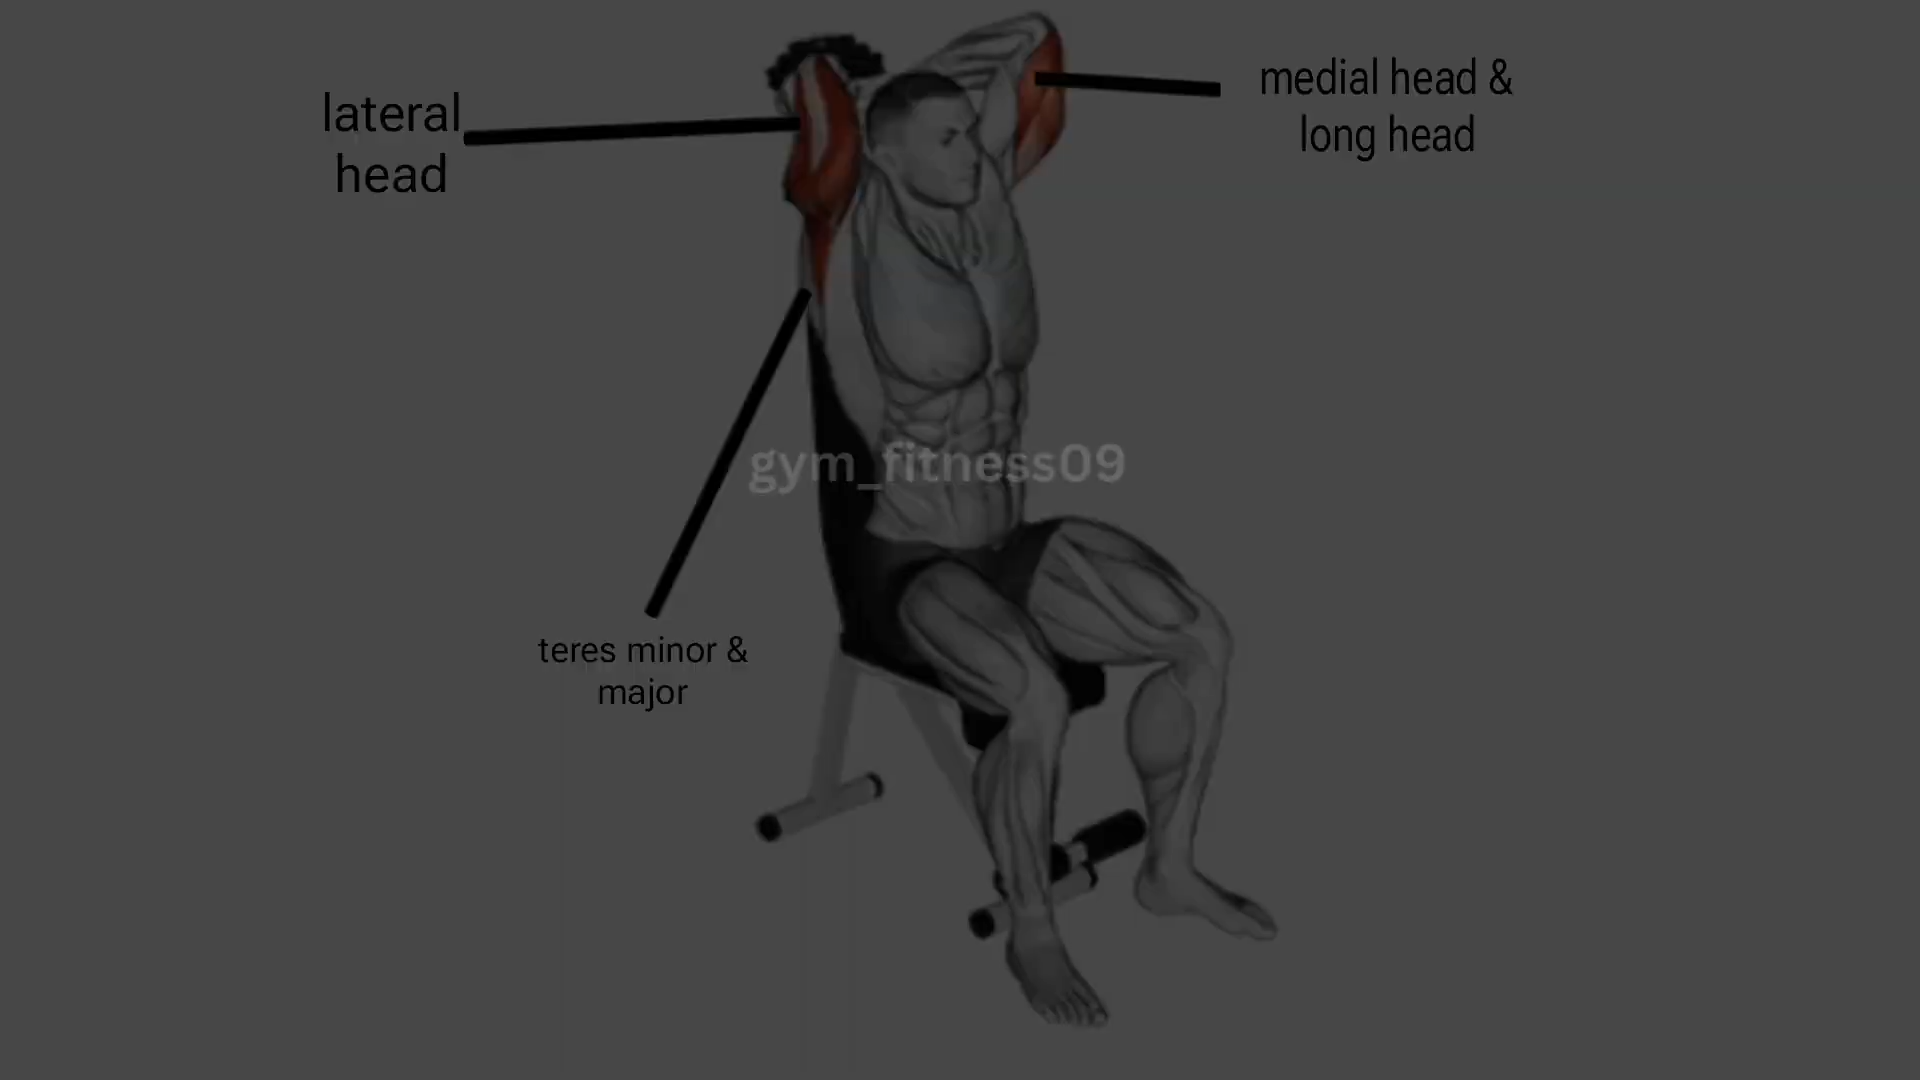 lateral
head
medial head &
long head
gym_fitness09
teres minor &
major